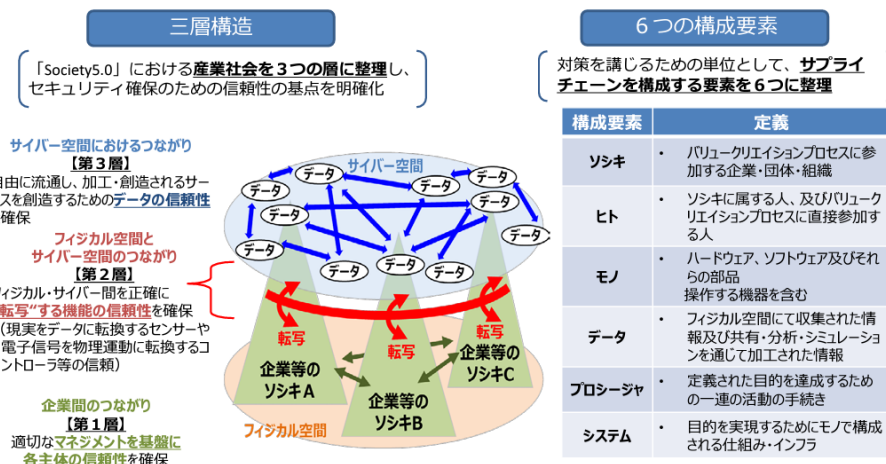 三層構造
「Society5.0」における産業社会を３つの層に整理し、
セキュリティ確保のための信頼性の基点を明確化
サイバー空間におけるつながり
【第３層】
自由に流通し、加工・創造されるサー
スを創造するためのデータの信頼性
確保
フィジカル空間と
サイバー空間のつながり
【第２層】
ィジカル・サイバー間を正確に
転写“する機能の信頼性を確保
（現実をデータに転換するセンサーや
電子信号を物理運動に転換するコ
ントローラ等の信頼）
企業間のつながり
【第１層】
適切なマネジメントを基盤に
各主体の信頼性を確保
サイバー空間
データ
データ
データ
データ
データ
データ
データ
データ
データ
データ
転写
転写
転写
企業等の
ソシキA
企業等の
ソシキB
企業等の
ソシキC
フィジカル空間
６つの構成要素
対策を講じるための単位として、サプライ
チェーンを構成する要素を６つに整理
構成要素 定義
ソシキ • バリュークリエイションプロセスに参
加する企業・団体・組織
ヒト • ソシキに属する人、及びバリューク
リエイションプロセスに直接参加す
る人
モノ • ハードウェア、ソフトウェア及びそれ
らの部品
操作する機器を含む
データ • フィジカル空間にて収集された情
報及び共有・分析・シミュレーショ
ンを通じて加工された情報
プロシージャ • 定義された目的を達成するため
の一連の活動の手続き
システム • 目的を実現するためにモノで構成
される仕組み・インフラ